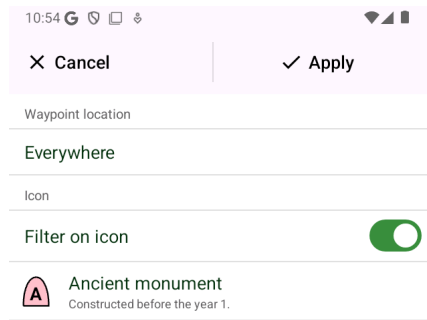 10:54
Cancel Apply
Waypoint location
Everywhere
Icon
Filter on icon
A Ancient monument
Constructed before the year 1.